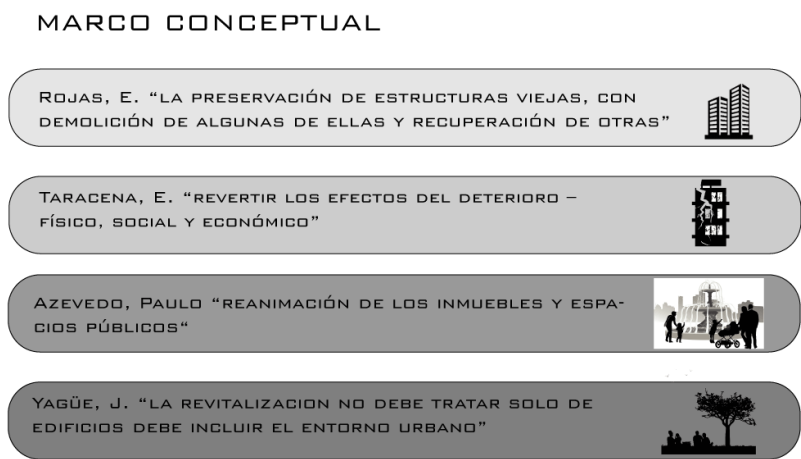 MARCO CONCEPTUAL
ROJAS, E. “LA PRESERVACIÓN DE ESTRUCTURAS VIEJAS, CON
DEMOLICIÓN DE ALGUNAS DE ELLAS Y RECUPERACIÓN DE OTRAS”
TARACENA, E. “REVERTIR LOS EFECTOS DEL DETERIORO –
FÍSICO, SOCIAL Y ECONÓMICO”
AZEVEDO, PAULO “REANIMACIÓN DE LOS INMUEBLES Y ESPA-
CIOS PÚBLICOS“
YAGÜE, J. “LA REVITALIZACION NO DEBE TRATAR SOLO DE
EDIFICIOS DEBE INCLUIR EL ENTORNO URBANO”